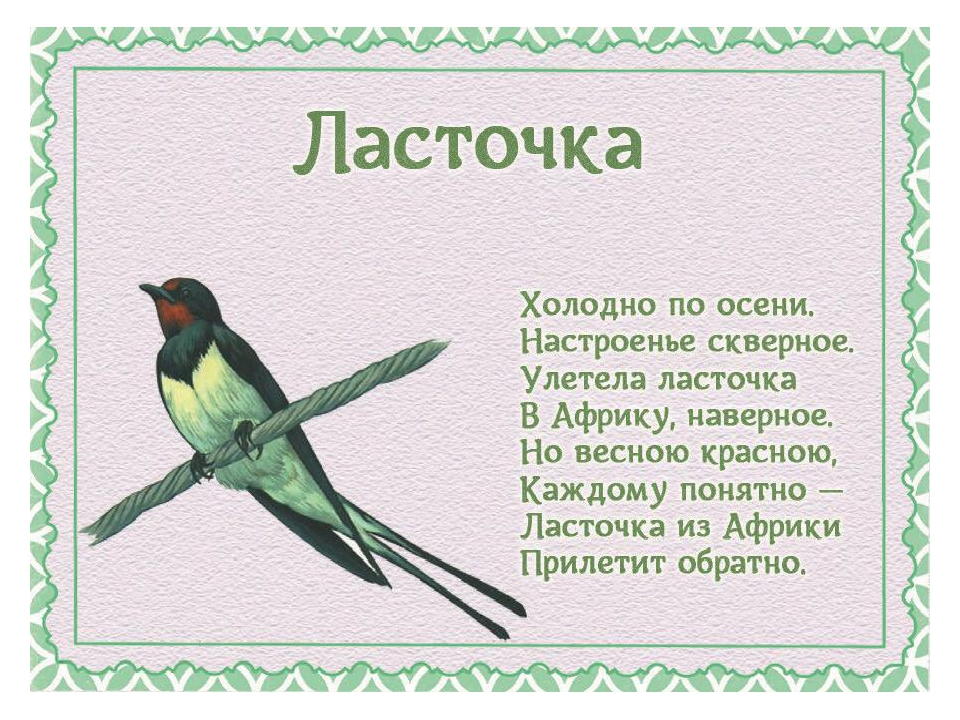 Ласточка
Холодно по осени.
Настроенье скверное.
Улетела ласточка
В Африку, наверное.
Но весною красною,
Каждому понятно —
Ласточка из Африки
Прилетит обратно.